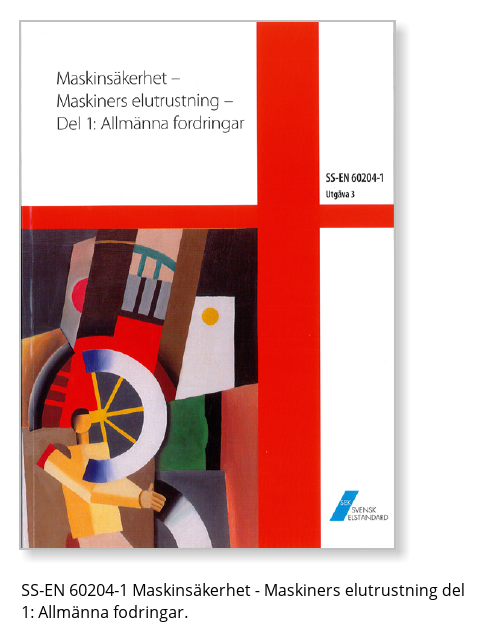 Maskinsäkerhet –
Maskiners elutrustning –
Del 1: Allmänna fordringar
SS-EN 60204-1
Utgåva 3
SEK
SVENSK
ELSTANDARD
SS-EN 60204-1 Maskinsäkerhet - Maskiners elutrustning del
1: Allmänna fodringar.